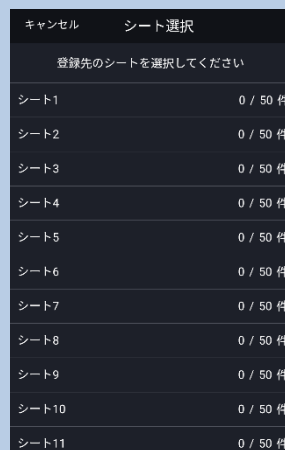 キャンセル シート選択
登録先のシートを選択してください
シート1 0 / 50 件
シート2 0 / 50 件
シート3 0 / 50 件
シート4 0 / 50 件
シート5 0 / 50 件
シート6 0 / 50 件
シート7 0 / 50 件
シート8 0 / 50 件
シート9 0 / 50 件
シート10 0 / 50 件
シート11 0 / 50 件